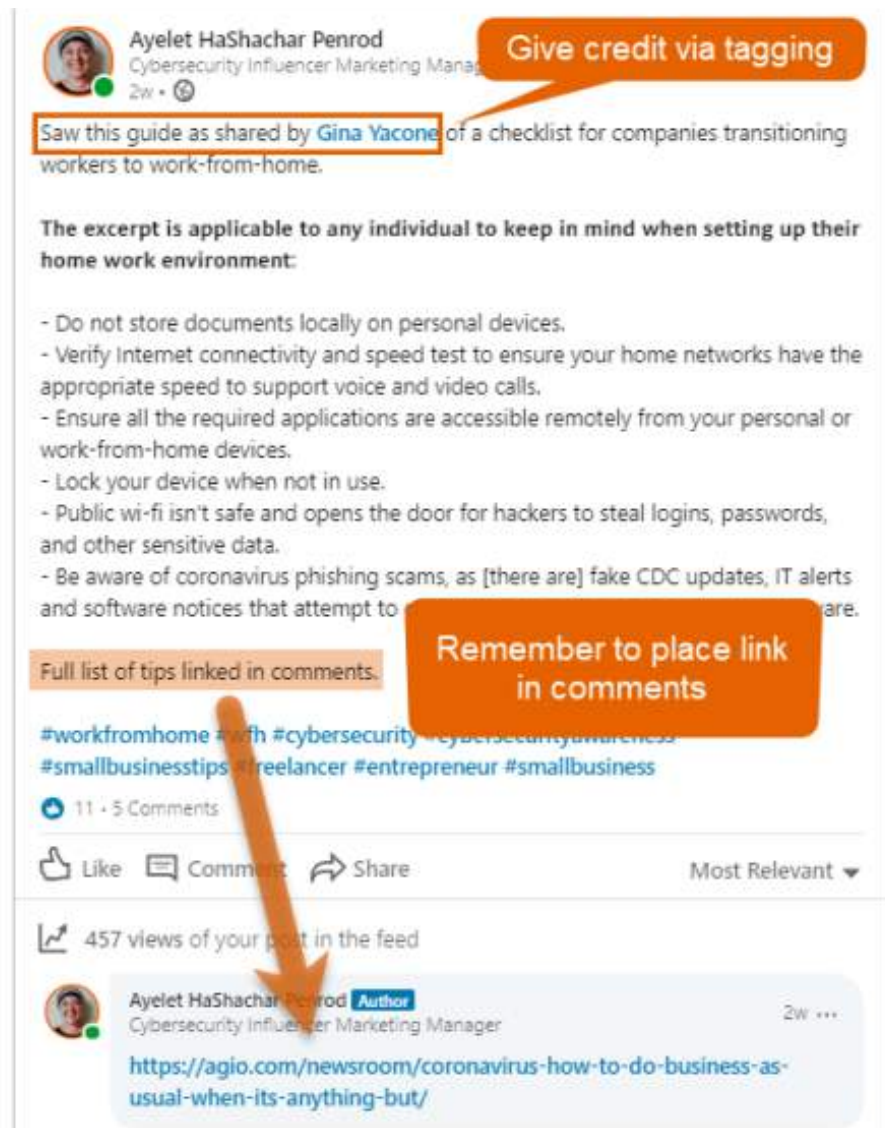 Ayelet HaShachar Penrod
Give credit via tagging
Cybersecurity Influencer Marketing
2w •
Saw this guide as shared by Gina Yacone of a checklist for companies transitioning
workers to work-from-home.
The excerpt is applicable to any individual to keep in mind when setting up their
home work environment:
- Do not store documents locally on personal devices.
- Verify Internet connectivity and speed test to ensure your home networks have the
appropriate speed to support voice and video calls.
- Ensure all the required applications are accessible remotely from your personal or
work-from-home devices.
- Lock your device when not in use.
- Public wi-fi isn't safe and opens the door for hackers to steal logins, passwords,
and other sensitive data.
- Be aware of coronavirus phishing scams, as [there are] fake CDC updates, IT alerts
and software notices that attempt to
Remember to place link
in comments
Full list of tips linked in comments.
#workfromhome #wfh #cybersecurity #cybersecurityawareness
#smallbusinesstips #freelancer #entrepreneur #smallbusiness
11 • 5 Comments
Like Comment Share Most Relevant
457 views of your post in the feed
Ayelet HaShachar Penrod Author
2w ...
Cybersecurity Influencer Marketing Manager
https://agio.com/newsroom/coronavirus-how-to-do-business-as-
usual-when-its-anything-but/